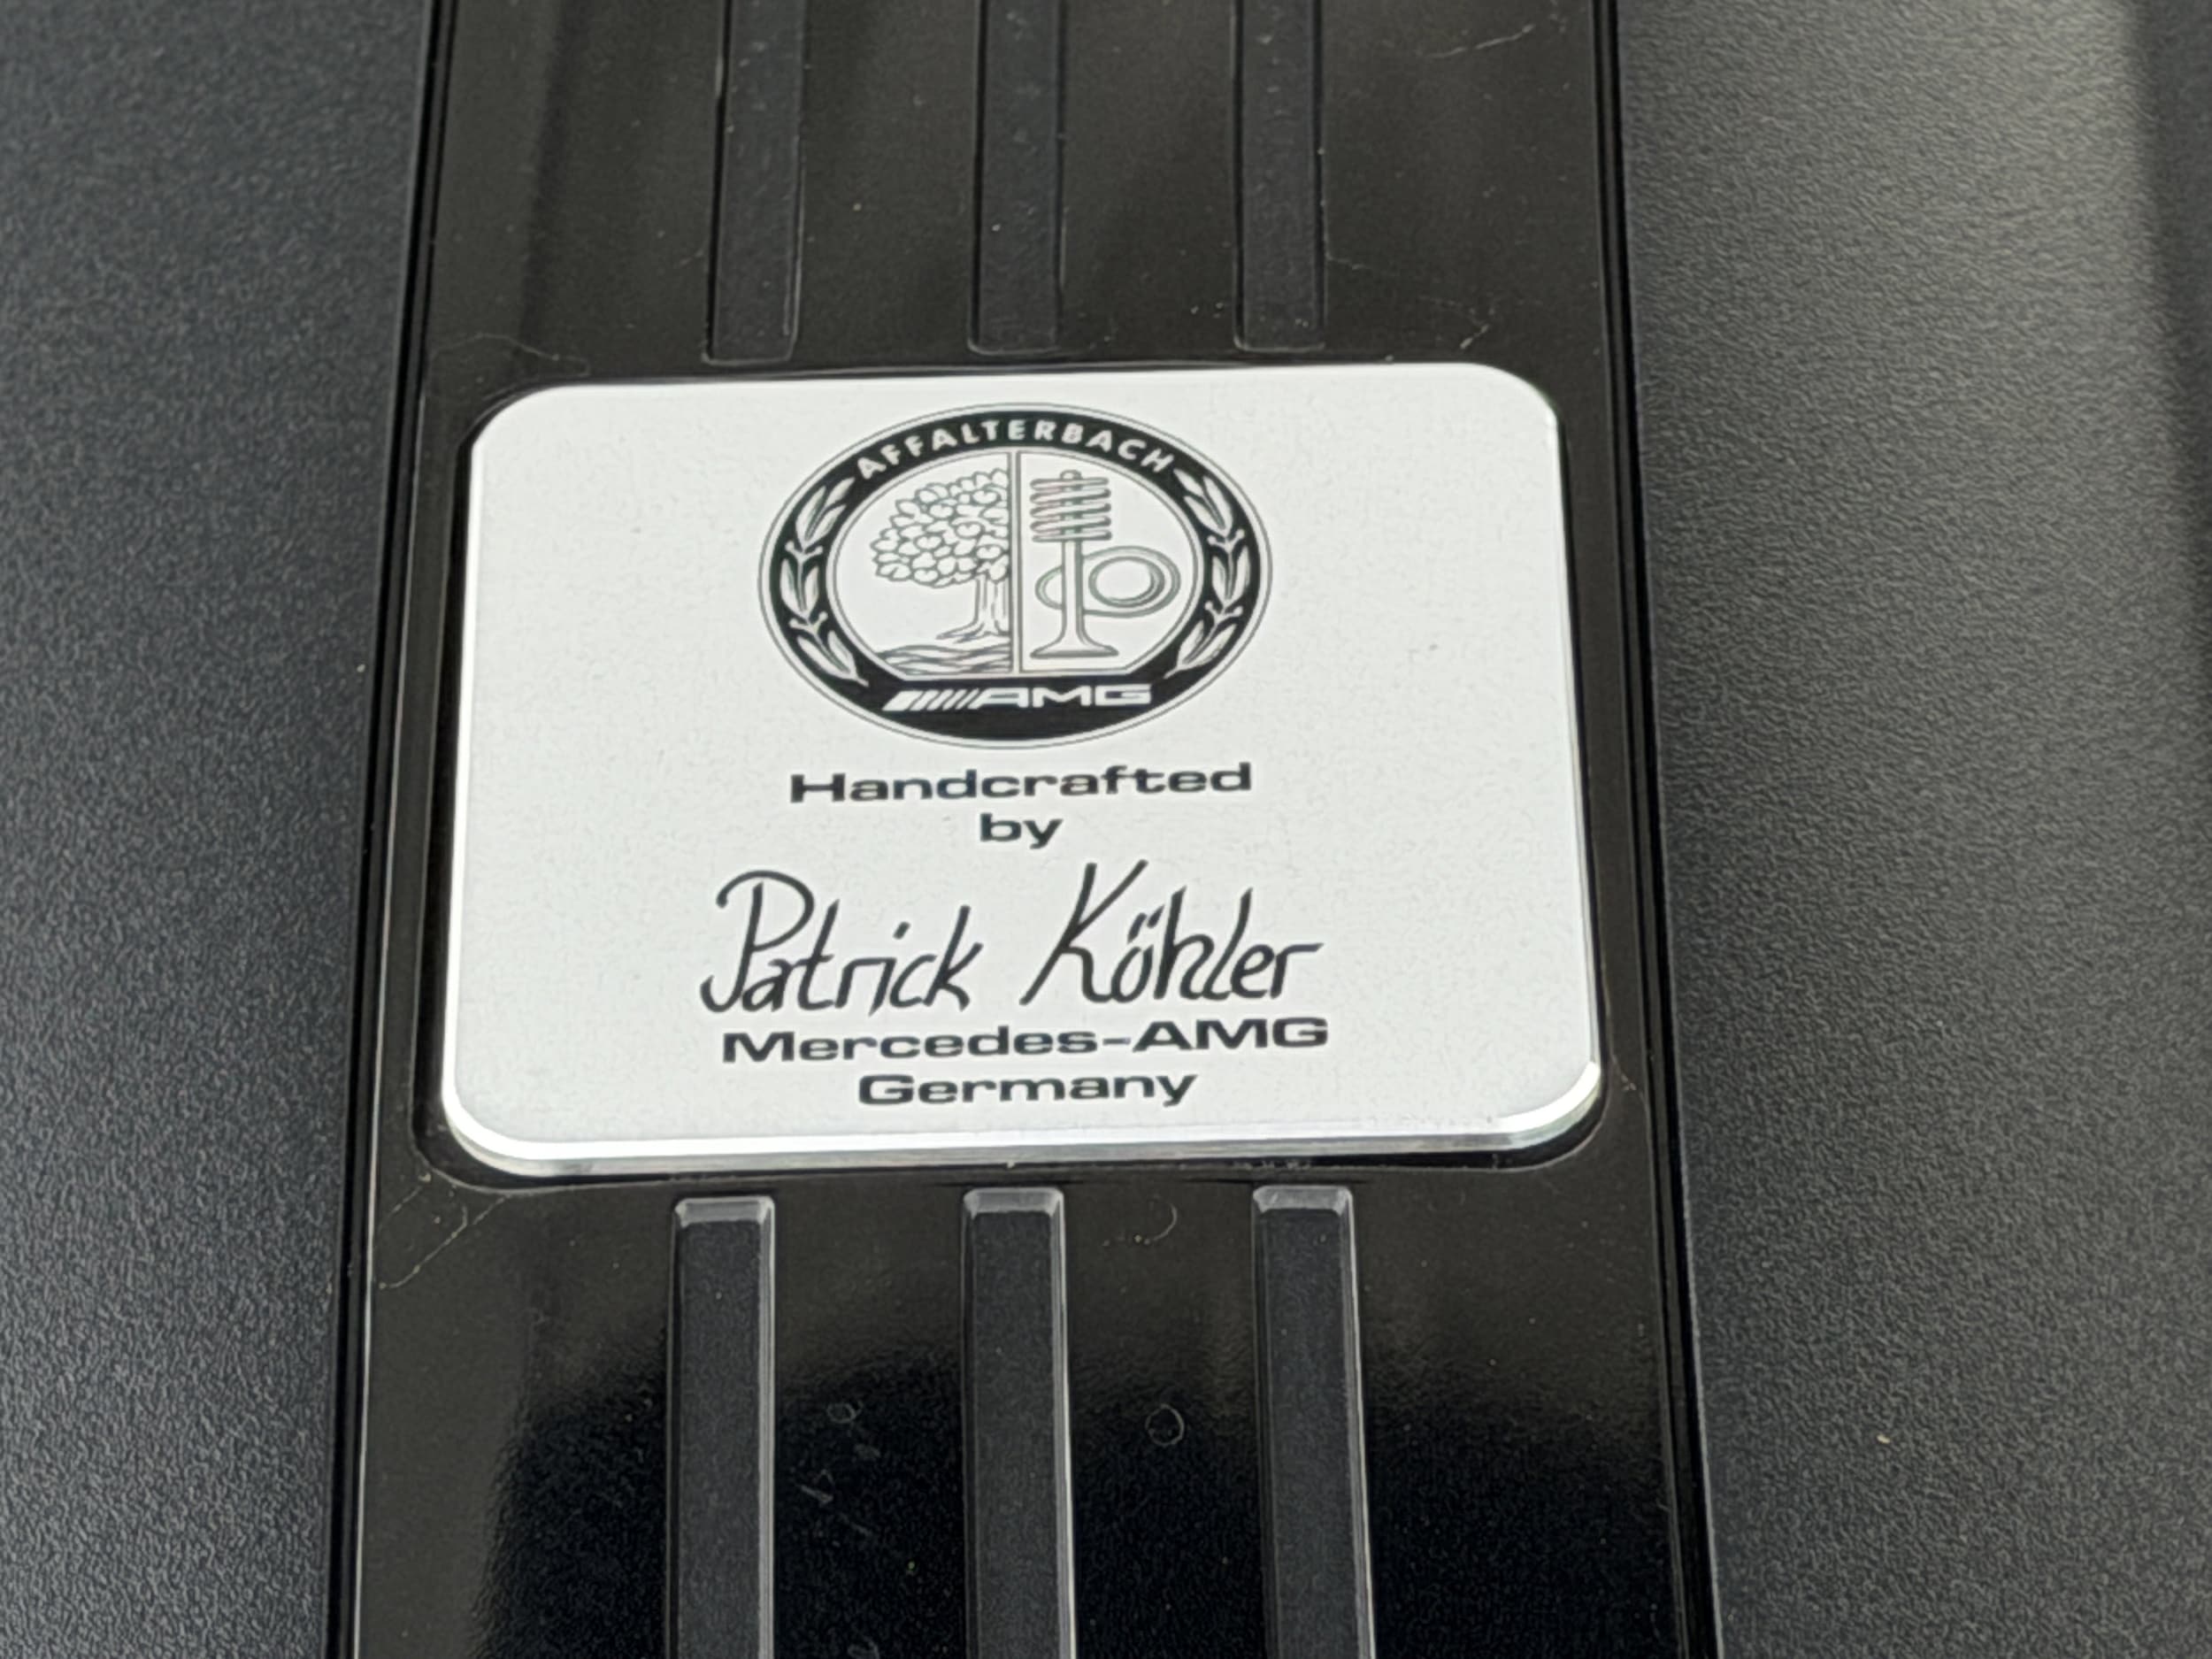 AFFALTERBACH
AMG
Handcrafted
by
Patrick Köhler
Mercedes-AMG
Germany